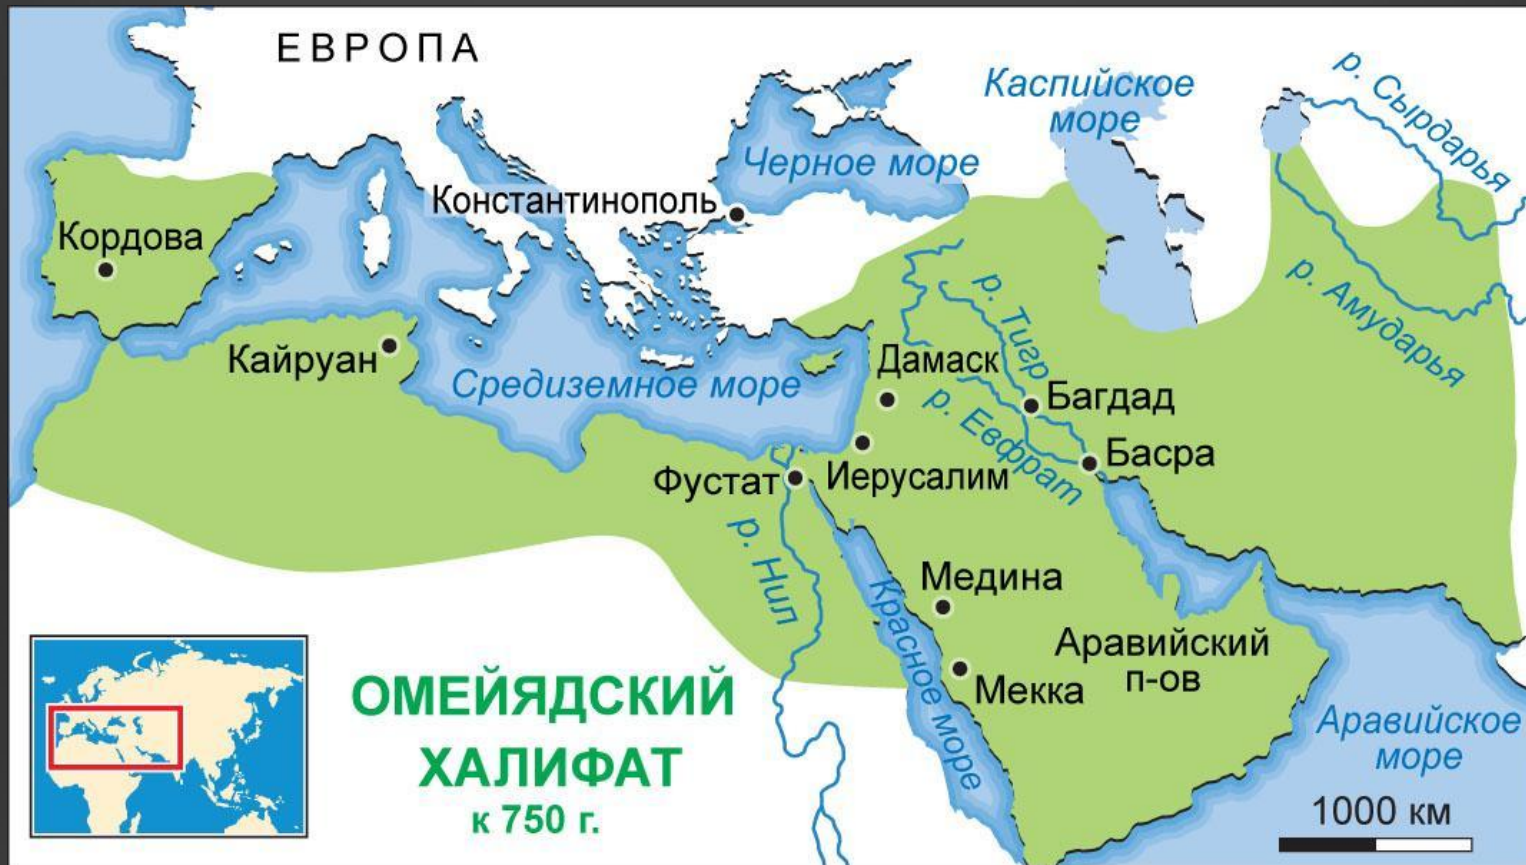 ЕВРОПА
Каспийское
море
р. Сырдарья
Черное море
Константинополь
Кордова
р. Амударья
р. Тигр
Кайруан
Дамаск
Средиземное море
Багдад
р. Евфрат
Басра
Фустат
Иерусалим
р. Нил
Медина
Красное море
Аравийский
п-ов
Мекка
ОМЕЙЯДСКИЙ
ХАЛИФАТ
к 750 г.
Аравийское
море
1000 км